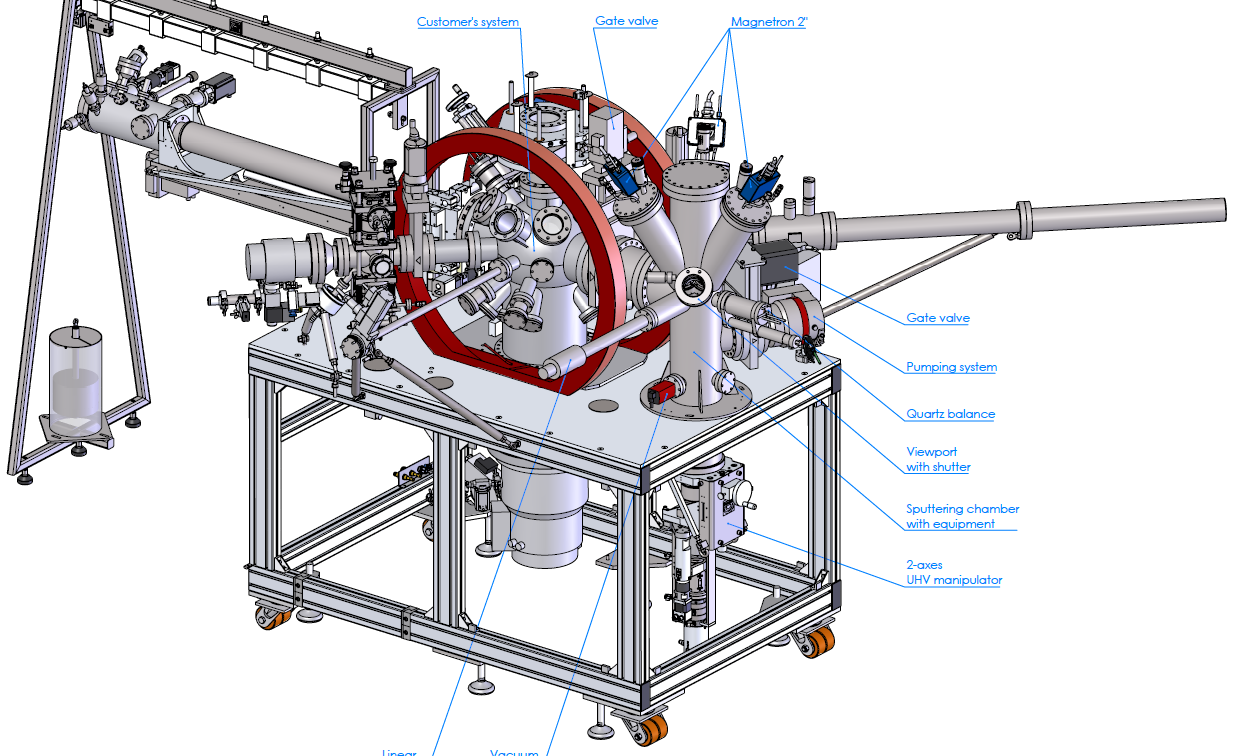 Customer's system
Gate valve
Magnetron 2"
Gate valve
Pumping system
Quartz balance
Viewport
with shutter
Sputtering chamber
with equipment
2-axes
UHV manipulator
Linear
Vacuum